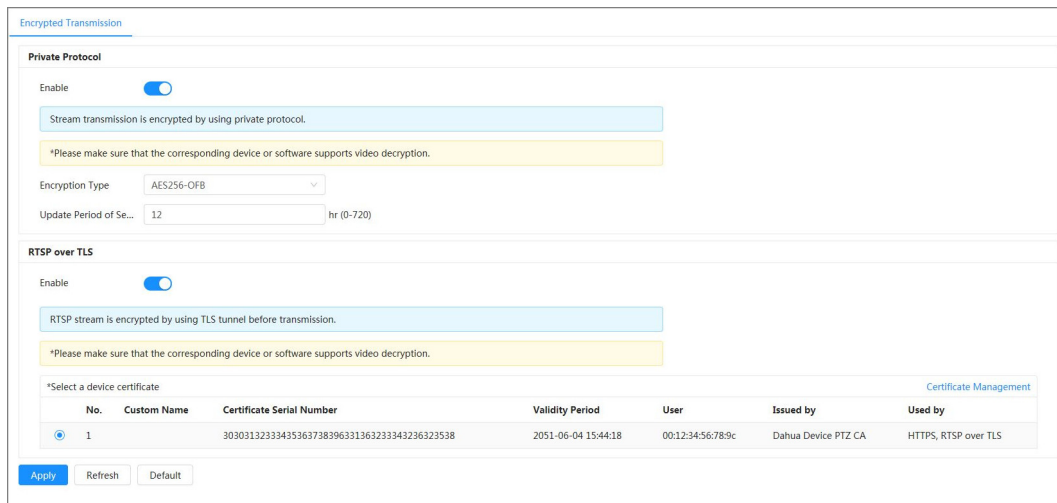 Encrypted Transmission
Private Protocol
Enable
Stream transmission is encrypted by using private protocol.
*Please make sure that the corresponding device or software supports video decryption.
Encryption Type AES256-OFB
Update Period of Se... 12 hr (0-720)
RTSP over TLS
Enable
RTSP stream is encrypted by using TLS tunnel before transmission.
*Please make sure that the corresponding device or software supports video decryption.
*Select a device certificate Certificate Management
No. Custom Name Certificate Serial Number Validity Period User Issued by Used by
1 3030313233343536373839633136323334323632​3538 2051-06-04 15:44:18 00:12:34:56:78:9c Dahua Device PTZ CA HTTPS, RTSP over TLS
Apply Refresh Default